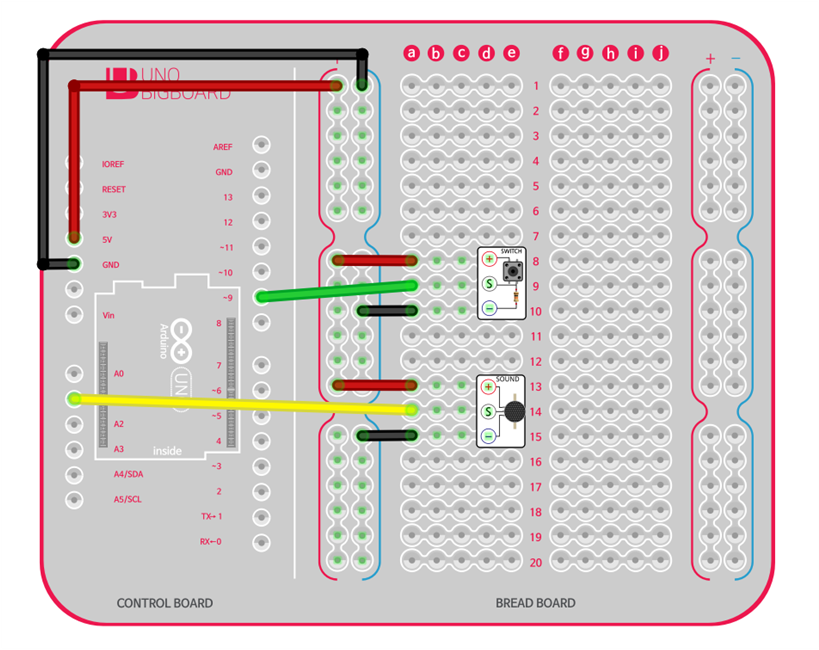 UNO
BIGBOARD
+
a b c d e
f g h i j
+ −
1
2
3
4
5
6
7
8
9
10
11
12
13
14
15
16
17
18
19
20
IOREF
RESET
3V3
5V
GND
Vin
A0
A2
A3
A4/SDA
A5/SCL
AREF
GND
13
12
~11
~10
~9
8
7
~6
~5
4
~3
2
TX→1
RX←0
Arduino
UN
inside
SWITCH
+
S
−
SOUND
+
S
−
CONTROL BOARD
BREAD BOARD